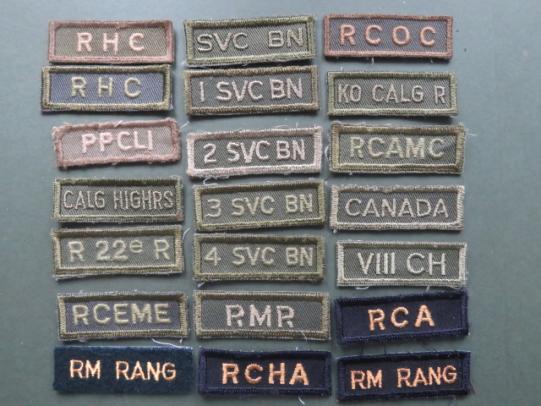 RHC
SVC BN
RCOC
RHC
1 SVC BN
KO CALG R
PPCLI
2 SVC BN
RCAMC
CALG HIGHRS
3 SVC BN
CANADA
R 22e R
4 SVC BN
VIII CH
RCEME
RMR
RCA
RM RANG
RCHA
RM RANG